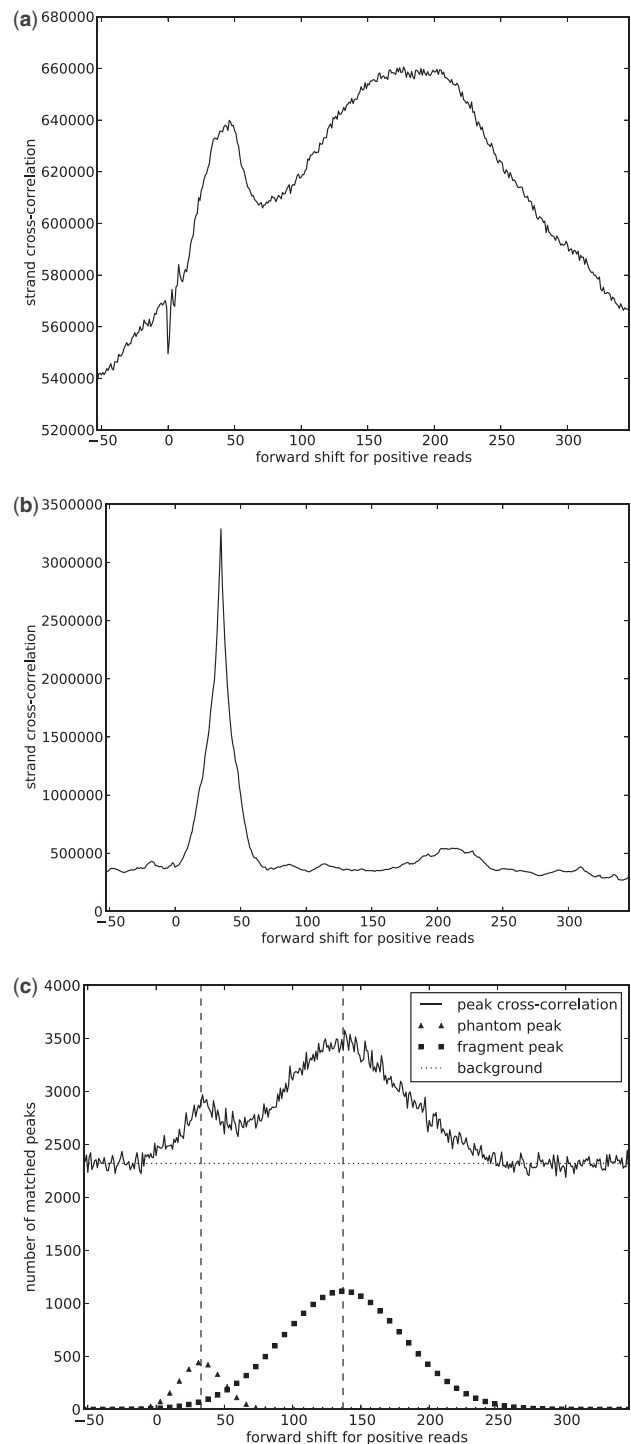 (a)
680000
660000
640000
620000
600000
580000
560000
540000
520000
strand cross-correlation
−50 0 50 100 150 200 250 300
forward shift for positive reads
(b)
3500000
3000000
2500000
2000000
1500000
1000000
500000
0
strand cross-correlation
−50 0 50 100 150 200 250 300
forward shift for positive reads
(c)
4000
3500
3000
2500
2000
1500
1000
500
0
number of matched peaks
peak cross-correlation
phantom peak
fragment peak
background
−50 0 50 100 150 200 250 300
forward shift for positive reads